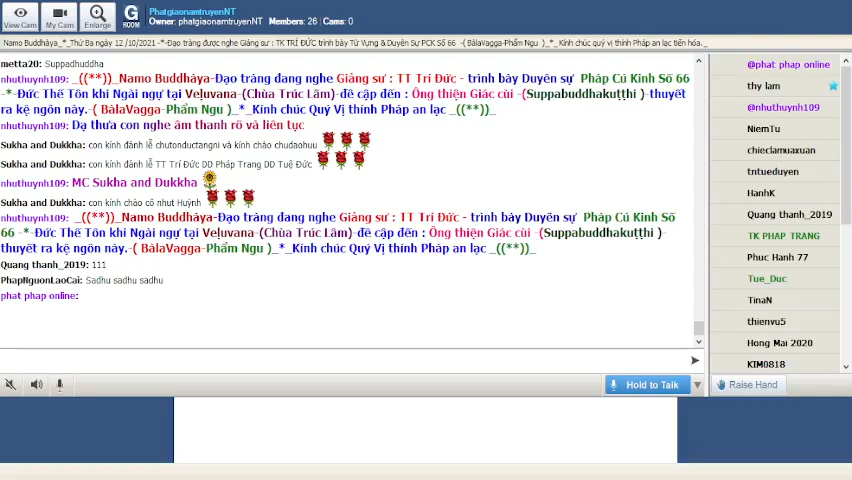 PhatgiaonamtruyenNT
Owner: phatgiaonamtruyenNT Members: 26 | Cams: 0
View Cam
My Cam
Enlarge
G
ROOM
Namo Buddhàya_*_Thứ Ba ngày 12 /10/2021 -*-Đạo tràng được nghe Giảng sư : TK TRÍ ĐỨC trình bày Từ Vựng & Duyên Sự PCK Số 66 -( BàlaVagga-Phẩm Ngu )_*_ Kính chúc quý vị thính Pháp an lạc tiến hóa._
metta20: Suppadhuddha
nhuthuynh109: _((**))_Namo Buddhàya-Đạo tràng đang nghe Giảng sư : TT Trí Đức - trình bày Duyên sự Pháp Cú Kinh Số 66
-*-Đức Thế Tôn khi Ngài ngự tại Veḷuvana-(Chùa Trúc Lâm)-đề cập đến : Ông thiện Giác cùi -(Suppabuddhakuṭṭhi )-thuyết
ra kệ ngôn này.-( BàlaVagga-Phẩm Ngu )_*_Kính chúc Quý Vị thính Pháp an lạc _((**))_
nhuthuynh109: Dạ thưa con nghe âm thanh rõ và liên tục
Sukha and Dukkha: con kính đảnh lễ chutonductangni và kính chào chudaohuu
Sukha and Dukkha: con kính đảnh lễ TT Trí Đức DD Pháp Trang DD Tuệ Đức
nhuthuynh109: MC Sukha and Dukkha
Sukha and Dukkha: con kính chào cô nhut Huỳnh
nhuthuynh109: _((**))_Namo Buddhàya-Đạo tràng đang nghe Giảng sư : TT Trí Đức - trình bày Duyên sự Pháp Cú Kinh Số
66 -*-Đức Thế Tôn khi Ngài ngự tại Veḷuvana-(Chùa Trúc Lâm)-đề cập đến : Ông thiện Giác cùi -(Suppabuddhakuṭṭhi )-
thuyết ra kệ ngôn này.-( BàlaVagga-Phẩm Ngu )_*_Kính chúc Quý Vị thính Pháp an lạc _((**))_
Quang thanh_2019: 111
PhapNguonLaoCai: Sadhu sadhu sadhu
phat phap online:
@phat phap online
thy lam
@nhuthuynh109
NiemTu
chieclamuaxuan
tntueduyen
HanhK
Quang thanh_2019
TK PHAP TRANG
Phuc Hanh 77
Tue_Duc
TinaN
thienvu5
Hong Mai 2020
KIM0818
Hold to Talk
Raise Hand